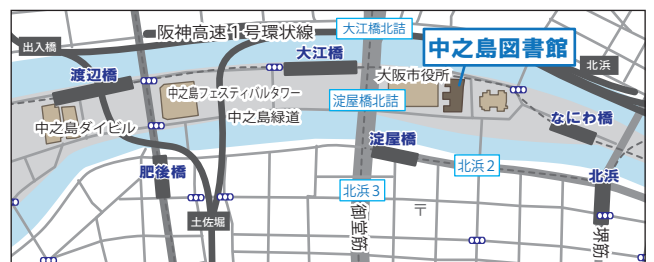 阪神高速1号環状線
大江橋北詰
出入橋
大江橋
中之島図書館
北浜
渡辺橋
大阪市役所
中之島フェスティバルタワー
淀屋橋北詰
中之島緑道
なにわ橋
中之島ダイビル
淀屋橋
肥後橋
北浜2
北浜
北浜3
〒
土佐堀
御堂筋
堺筋